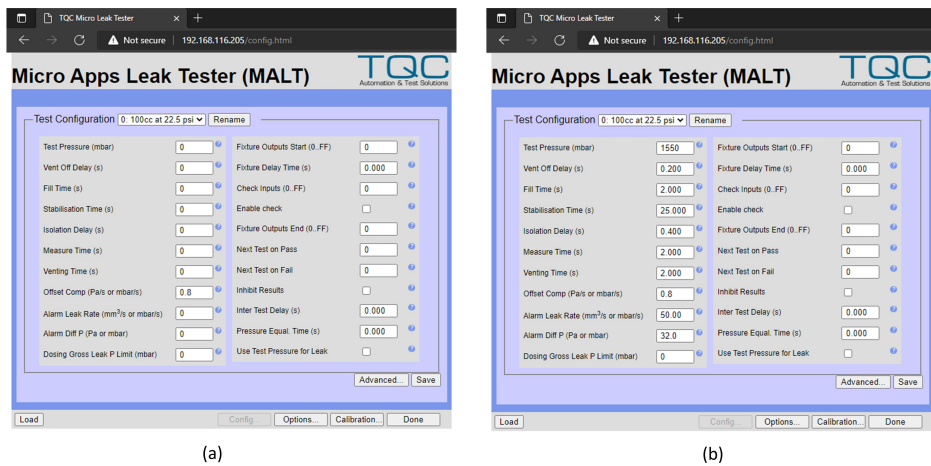 TQC Micro Leak Tester
Not secure | 192.168.116.205/config.html
Micro Apps Leak Tester (MALT)
TQC
Automation & Test Solutions
Test Configuration 0: 100cc at 22.5 psi Rename
Test Pressure (mbar) 0 Fixture Outputs Start (0..FF) 0
Vent Off Delay (s) 0 Fixture Delay Time (s) 0.000
Fill Time (s) 0 Check Inputs (0..FF) 0
Stabilisation Time (s) 0 Enable check
Isolation Delay (s) 0 Fixture Outputs End (0..FF) 0
Measure Time (s) 0 Next Test on Pass 0
Venting Time (s) 0 Next Test on Fail 0
Offset Comp (Pa/s or mbar/s) 0.8 Inhibit Results
Alarm Leak Rate (mm³/s or mbar/s) 0 Inter Test Delay (s) 0.000
Alarm Diff P (Pa or mbar) 0 Pressure Equal. Time (s) 0.000
Dosing Gross Leak P Limit (mbar) 0 Use Test Pressure for Leak
Advanced... Save
Load Config... Options... Calibration... Done
(a)
TQC Micro Leak Tester
Not secure | 192.168.116.205/config.html
Micro Apps Leak Tester (MALT)
TQC
Automation & Test Solutions
Test Configuration 0: 100cc at 22.5 psi Rename
Test Pressure (mbar) 1550 Fixture Outputs Start (0..FF) 0
Vent Off Delay (s) 0.200 Fixture Delay Time (s) 0.000
Fill Time (s) 2.000 Check Inputs (0..FF) 0
Stabilisation Time (s) 25.000 Enable check
Isolation Delay (s) 0.400 Fixture Outputs End (0..FF) 0
Measure Time (s) 2.000 Next Test on Pass 0
Venting Time (s) 2.000 Next Test on Fail 0
Offset Comp (Pa/s or mbar/s) 0.8 Inhibit Results
Alarm Leak Rate (mm³/s or mbar/s) 50.00 Inter Test Delay (s) 0.000
Alarm Diff P (Pa or mbar) 32.0 Pressure Equal. Time (s) 0.000
Dosing Gross Leak P Limit (mbar) 0 Use Test Pressure for Leak
Advanced... Save
Load Config... Options... Calibration... Done
(b)